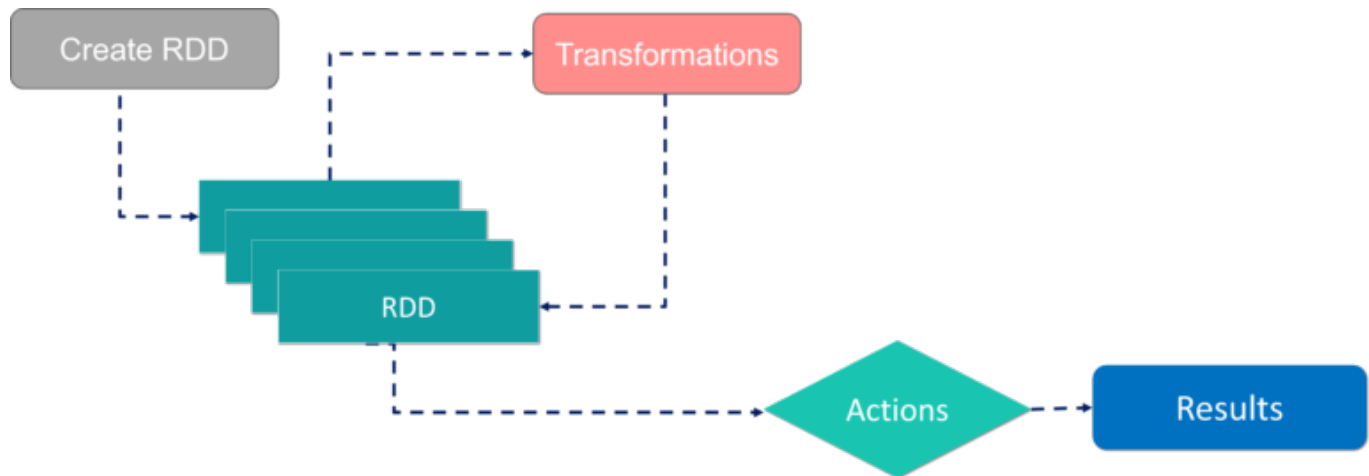 Create RDD
Transformations
RDD
Actions
Results